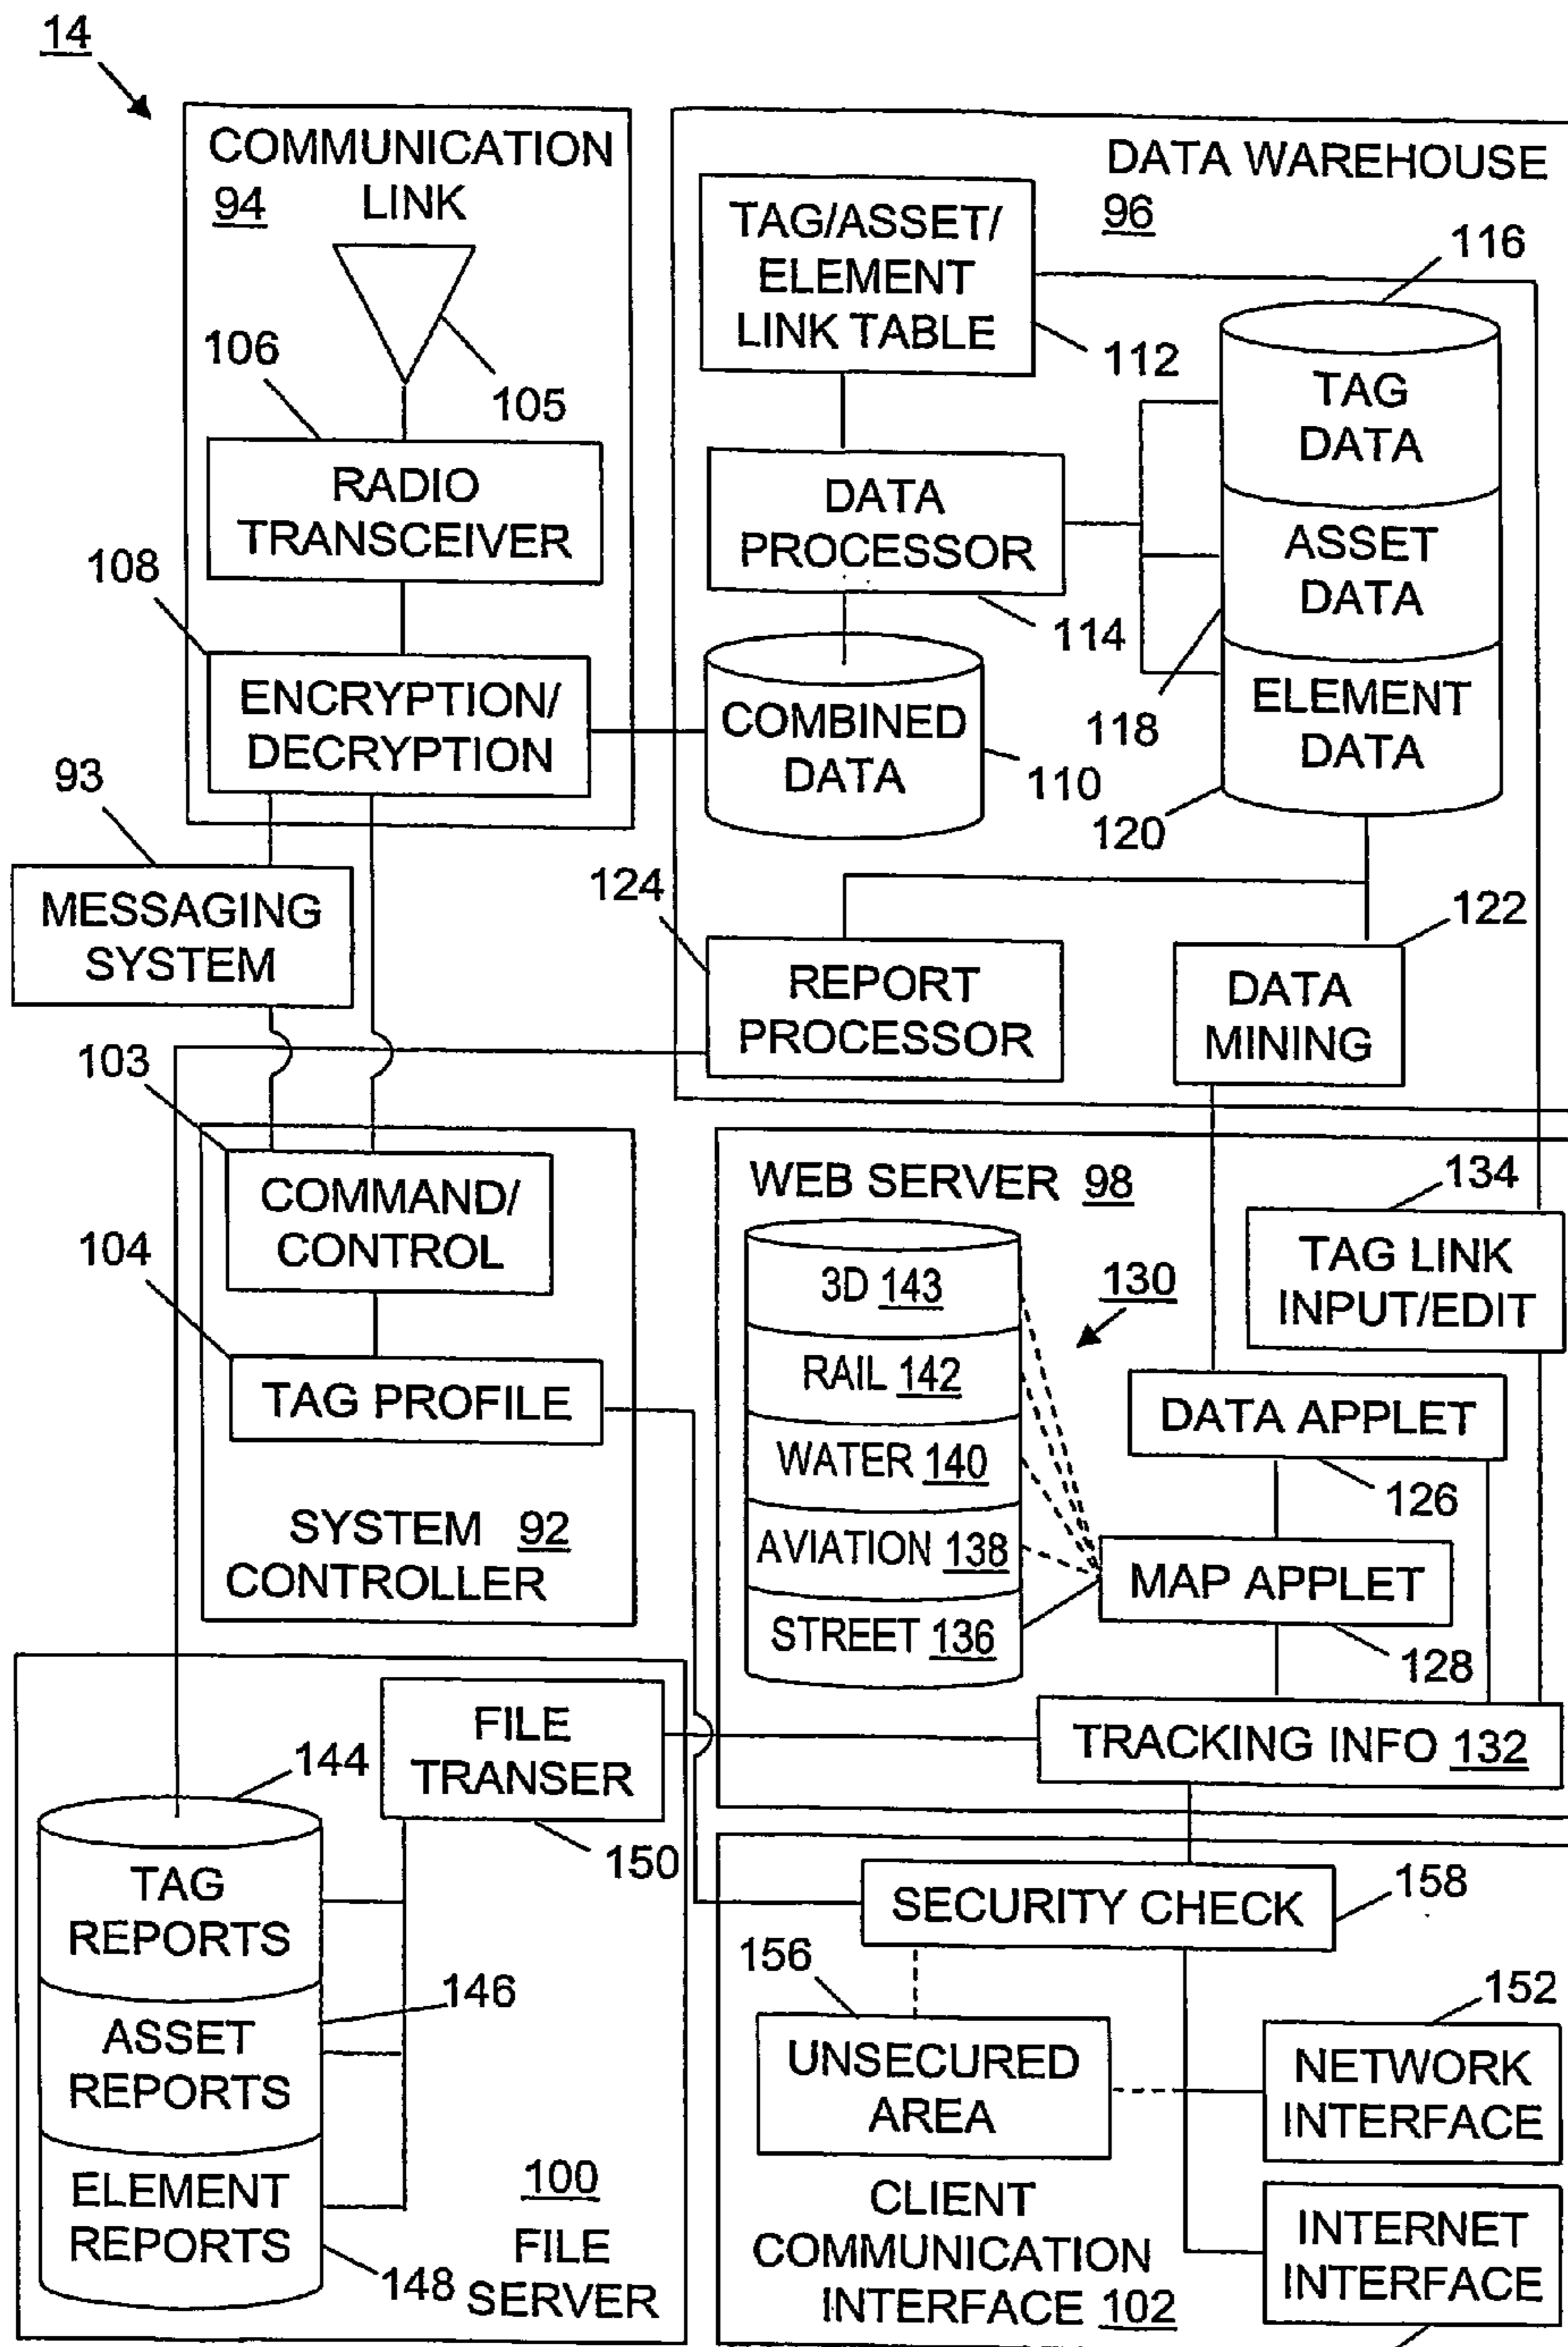 14
COMMUNICATION
94 LINK
105
106
RADIO
TRANSCEIVER
108
ENCRYPTION/
DECRYPTION
93
MESSAGING
SYSTEM
DATA WAREHOUSE
96
TAG/ASSET/
ELEMENT
LINK TABLE
112
116
TAG
DATA
ASSET
DATA
ELEMENT
DATA
118
120
DATA
PROCESSOR
114
COMBINED
DATA
110
124
REPORT
PROCESSOR
122
DATA
MINING
103
COMMAND/
CONTROL
104
TAG PROFILE
SYSTEM 92
CONTROLLER
WEB SERVER 98
134
TAG LINK
INPUT/EDIT
130
3D 143
RAIL 142
WATER 140
AVIATION 138
STREET 136
DATA APPLET
126
MAP APPLET
128
TRACKING INFO 132
FILE
TRANSER
150
144
TAG
REPORTS
146
ASSET
REPORTS
ELEMENT
REPORTS
148
100
FILE
SERVER
SECURITY CHECK
158
156
UNSECURED
AREA
152
NETWORK
INTERFACE
INTERNET
INTERFACE
CLIENT
COMMUNICATION
INTERFACE 102